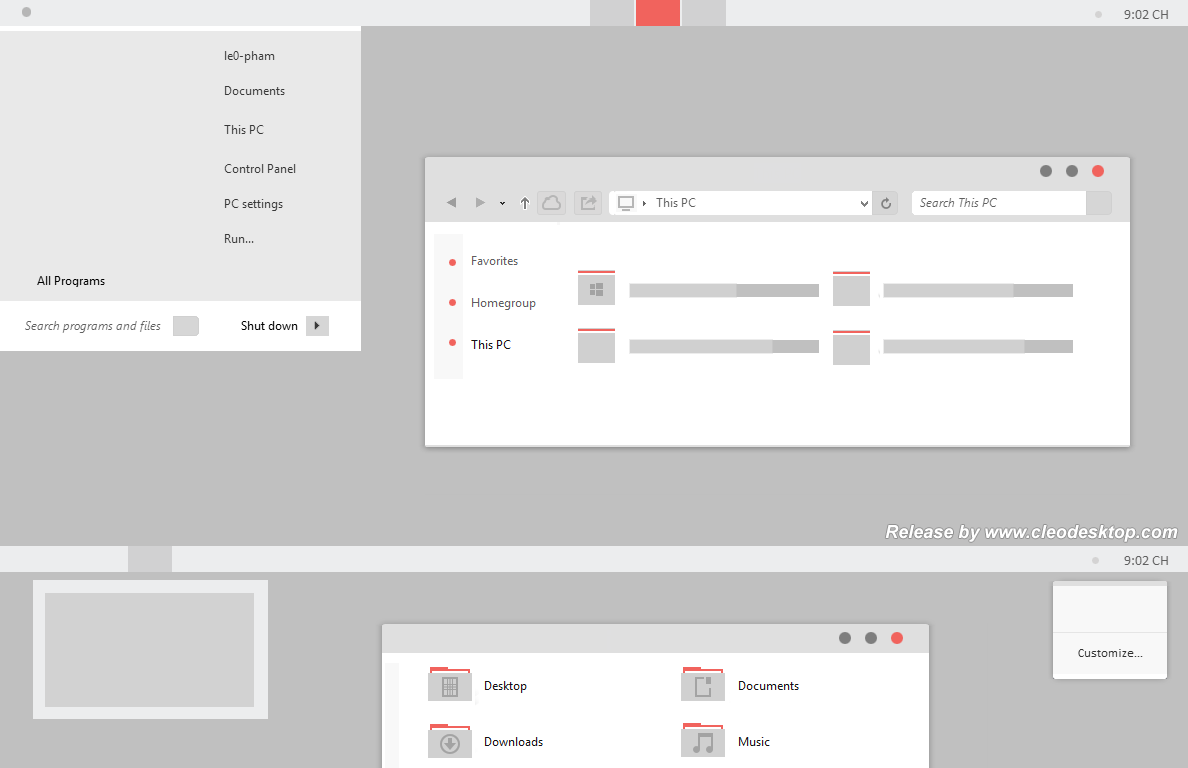 9:02 CH
le0-pham
Documents
This PC
Control Panel
PC settings
Run...
All Programs
Search programs and files
Shut down
This PC
Search This PC
Favorites
Homegroup
This PC
Release by www.cleodesktop.com
9:02 CH
Customize...
Desktop
Documents
Downloads
Music